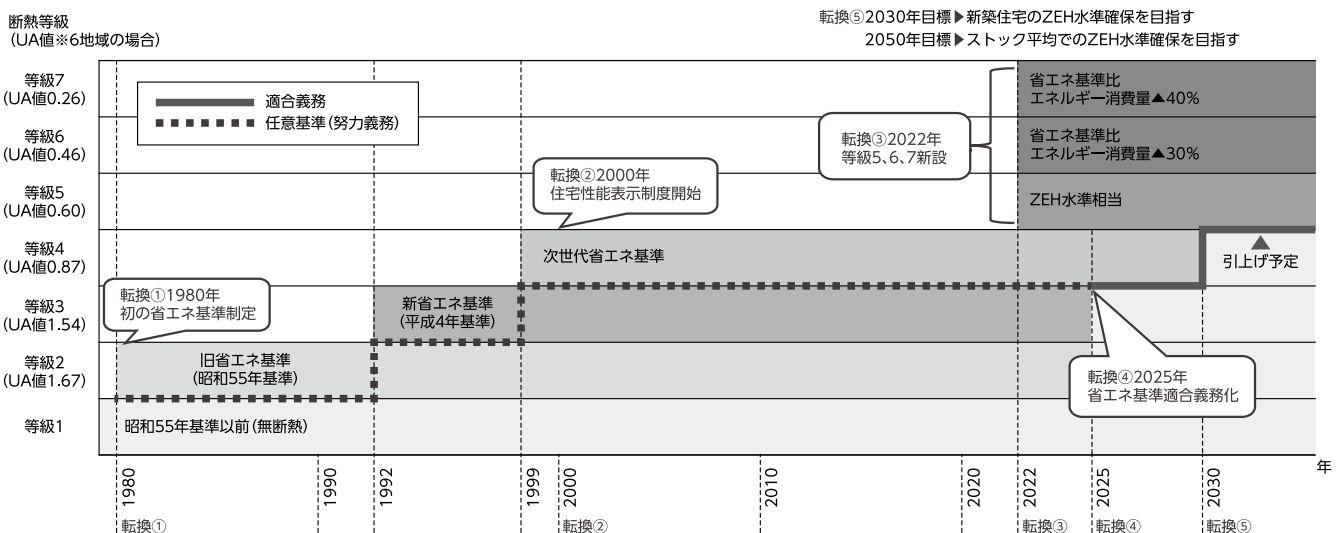 断熱等級
(UA値※6地域の場合)
転換⑤2030年目標▶新築住宅のZEH水準確保を目指す
2050年目標▶ストック平均でのZEH水準確保を目指す
等級7
(UA値0.26)
等級6
(UA値0.46)
等級5
(UA値0.60)
等級4
(UA値0.87)
等級3
(UA値1.54)
等級2
(UA値1.67)
等級1
適合義務
任意基準(努力義務)
転換①1980年
初の省エネ基準制定
転換②2000年
住宅性能表示制度開始
転換③2022年
等級5、6、7新設
省エネ基準比
エネルギー消費量▲40%
省エネ基準比
エネルギー消費量▲30%
ZEH水準相当
次世代省エネ基準
▲
引上げ予定
新省エネ基準
(平成4年基準)
旧省エネ基準
(昭和55年基準)
転換④2025年
省エネ基準適合義務化
昭和55年基準以前(無断熱)
年
1980
1990
1992
1999
2000
2010
2020
2022
2025
2030
転換①
転換②
転換③
転換④
転換⑤